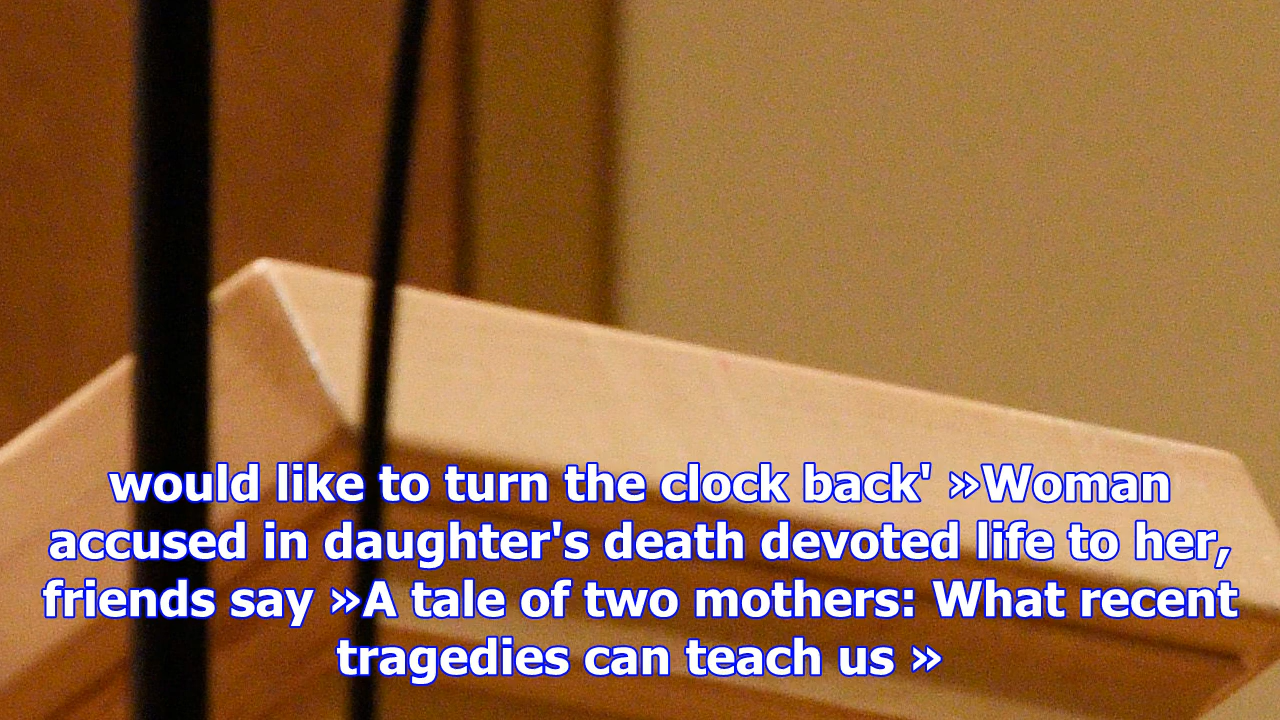 would like to turn the clock back' »Woman
accused in daughter's death devoted life to her,
friends say »A tale of two mothers: What recent
tragedies can teach us »